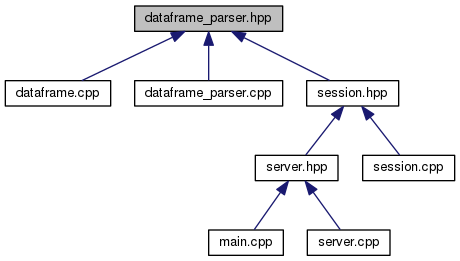 dataframe_parser.hpp
dataframe.cpp
dataframe_parser.cpp
session.hpp
server.hpp
session.cpp
main.cpp
server.cpp